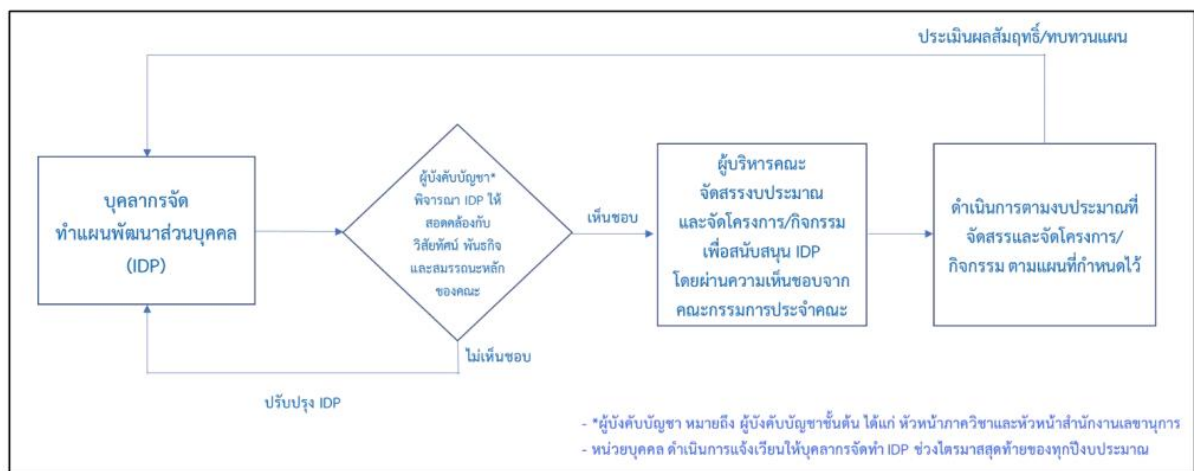 ประเมินผลสัมฤทธิ์/ทบทวนแผน
บุคลากรจัด
ทำแผนพัฒนาส่วนบุคคล
(IDP)
ผู้บังคับบัญชา*
พิจารณา IDP ให้
สอดคล้องกับ
วิสัยทัศน์ พันธกิจ
และสมรรถนะหลัก
ของคณะ
เห็นชอบ
ผู้บริหารคณะ
จัดสรรงบประมาณ
และจัดโครงการ/กิจกรรม
เพื่อสนับสนุน IDP
โดยผ่านความเห็นชอบจาก
คณะกรรมการประจำคณะ
ดำเนินการตามงบประมาณที่
จัดสรรและจัดโครงการ/
กิจกรรม ตามแผนที่กำหนดไว้
ไม่เห็นชอบ
ปรับปรุง IDP
- *ผู้บังคับบัญชา หมายถึง ผู้บังคับบัญชาชั้นต้น ได้แก่ หัวหน้าภาควิชาและหัวหน้าสำนักงานเลขานุการ
- หน่วยบุคคล ดำเนินการแจ้งเวียนให้บุคลากรจัดทำ IDP ช่วงไตรมาสสุดท้ายของทุกปีงบประมาณ